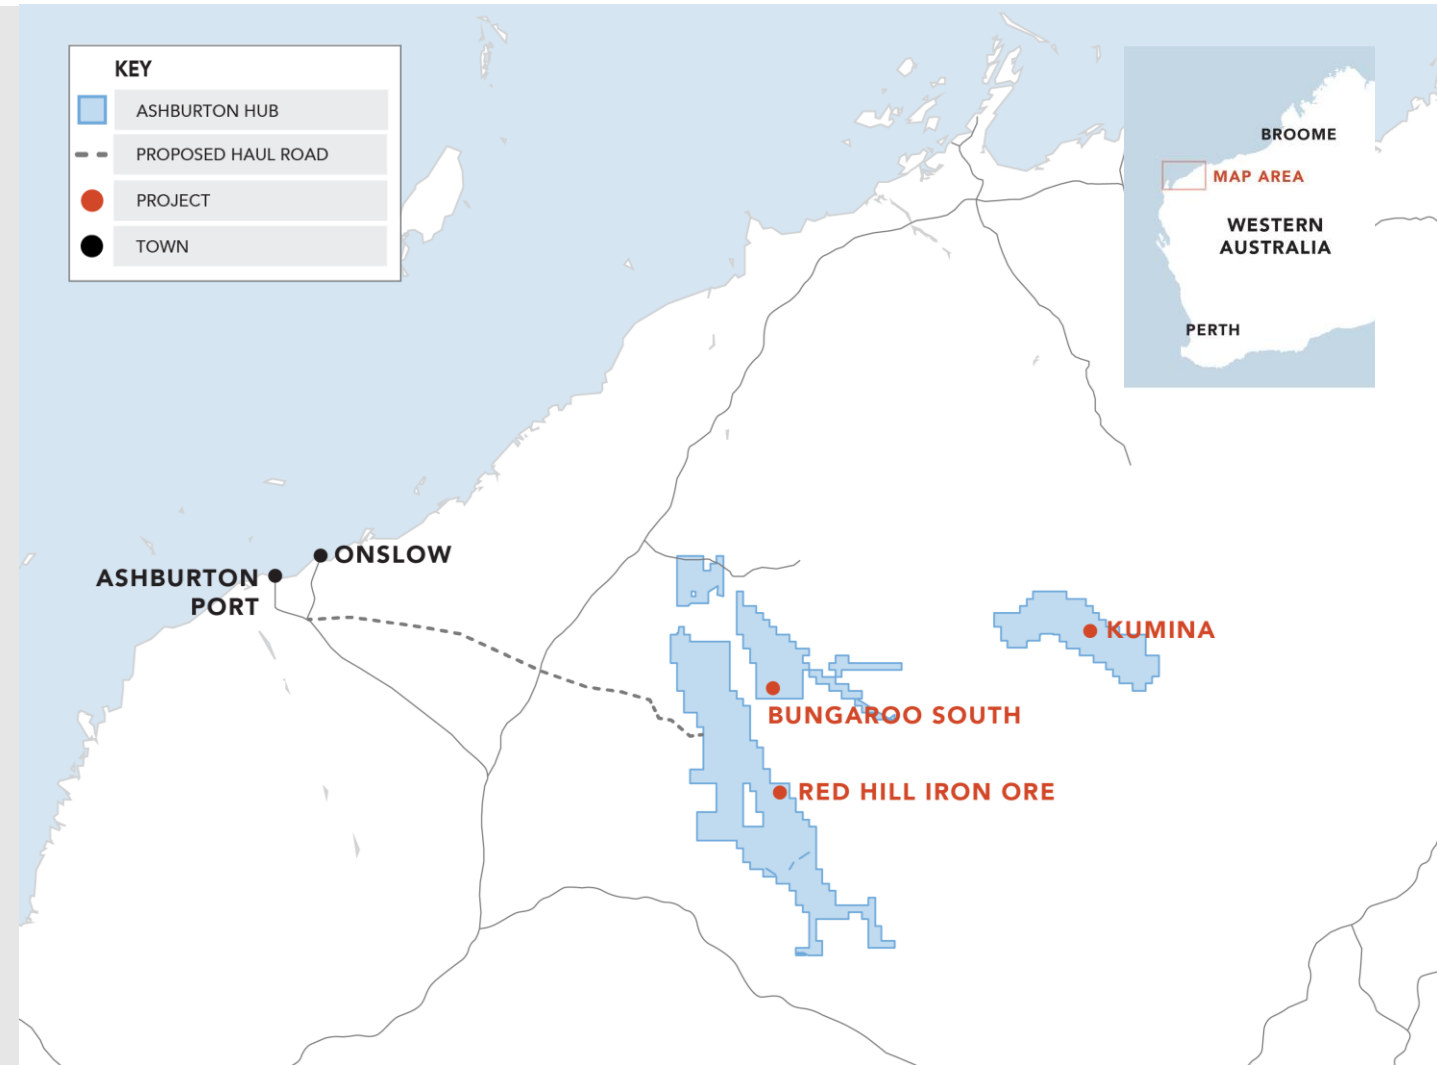 KEY
ASHBURTON HUB
PROPOSED HAUL ROAD
PROJECT
TOWN
BROOME
MAP AREA
WESTERN
AUSTRALIA
PERTH
ONSLOW
ASHBURTON
PORT
KUMINA
BUNGAROO SOUTH
RED HILL IRON ORE